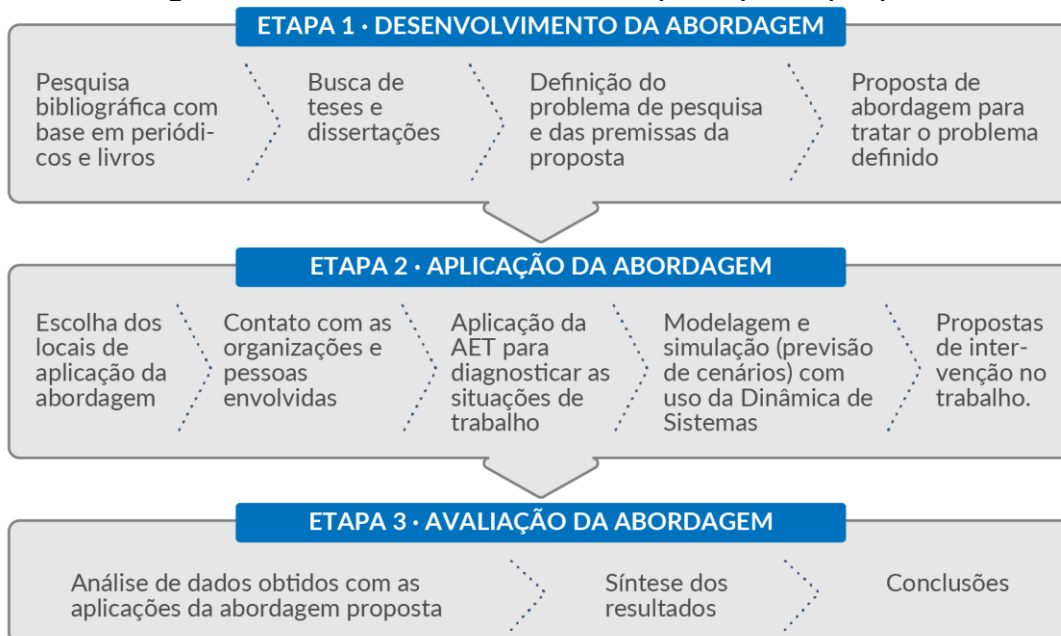 ETAPA 1 · DESENVOLVIMENTO DA ABORDAGEM
Pesquisa
bibliográfica com
base em periódi-
cos e livros
Busca de
teses e
dissertações
Definição do
problema de pesquisa
e das premissas da
proposta
Proposta de
abordagem para
tratar o problema
definido
ETAPA 2 · APLICAÇÃO DA ABORDAGEM
Escolha dos
locais de
aplicação da
abordagem
Contato com as
organizações e
pessoas
envolvidas
Aplicação da
AET para
diagnosticar as
situações de
trabalho
Modelagem e
simulação (previsão
de cenários) com
uso da Dinâmica de
Sistemas
Propostas
de inter-
venção no
trabalho.
ETAPA 3 · AVALIAÇÃO DA ABORDAGEM
Análise de dados obtidos com as
aplicações da abordagem proposta
Síntese dos
resultados
Conclusões